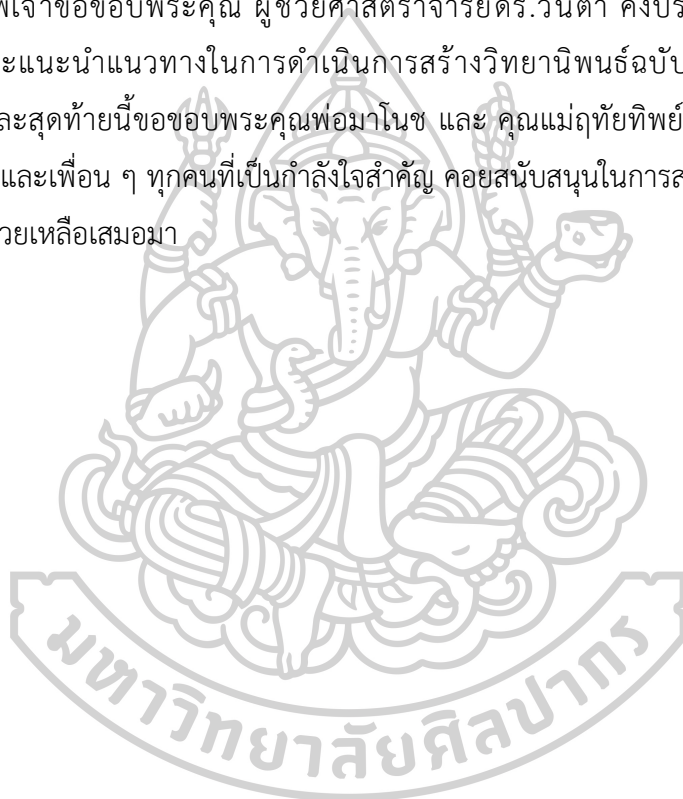 พเจ้าขอขอบพระคุณ ผู้ช่วยศาสตราจารย์ดร.วันดา คงประ
ะแนะนำแนวทางในการดำเนินการสร้างวิทยานิพนธ์ฉบับ
ละสุดท้ายนี้ขอขอบพระคุณพ่อมาโนช และ คุณแม่ฤทัยทิพย์
และเพื่อน ๆ ทุกคนที่เป็นกำลังใจสำคัญ คอยสนับสนุนในการส
วยเหลือเสมอมา
มหาวิทยาลัยศิลปากร